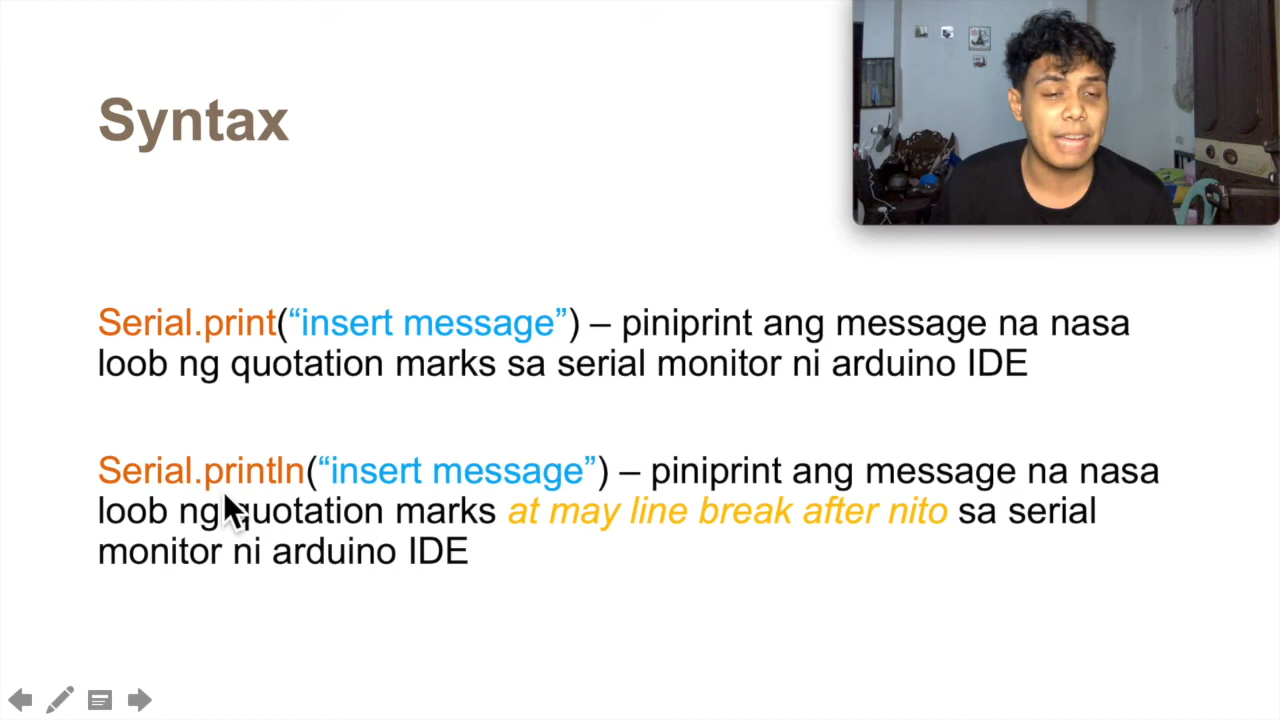 Syntax
Serial.print(“insert message”) – piniprint ang message na nasa
loob ng quotation marks sa serial monitor ni arduino IDE
Serial.println(“insert message”) – piniprint ang message na nasa
loob ng quotation marks at may line break after nito sa serial
monitor ni arduino IDE